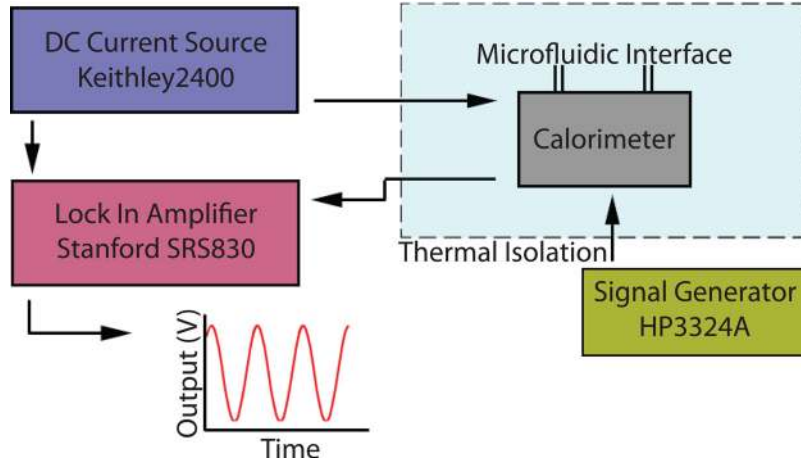 DC Current Source
Keithley2400
Microfluidic Interface
Calorimeter
Lock In Amplifier
Stanford SRS830
Thermal Isolation
Signal Generator
HP3324A
Output (V)
Time